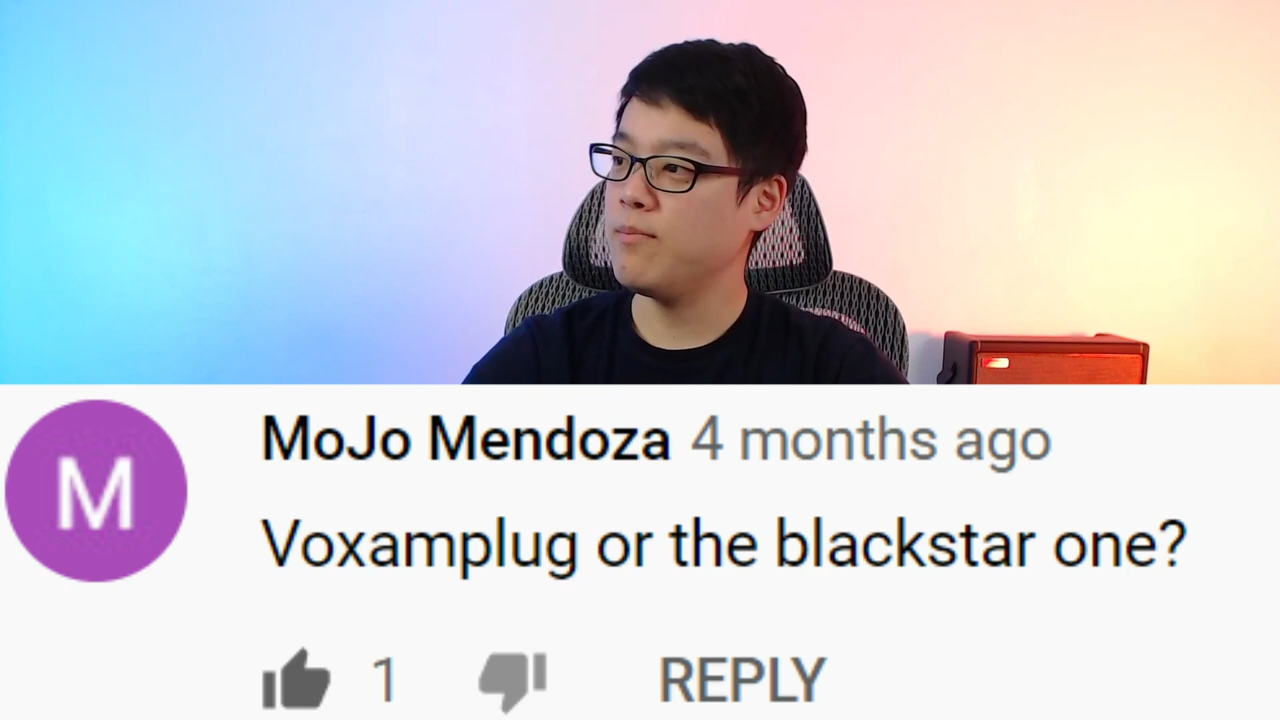 M
MoJo Mendoza 4 months ago
Voxamplug or the blackstar one?
1
REPLY